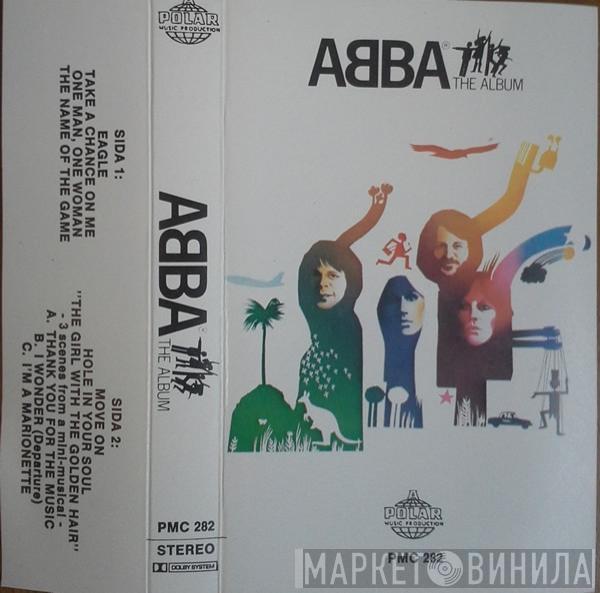 SIDA 1:
EAGLE
TAKE A CHANCE ON ME
ONE MAN, ONE WOMAN
THE NAME OF THE GAME
SIDA 2:
MOVE ON
HOLE IN YOUR SOUL
"THE GIRL WITH THE GOLDEN HAIR"
- 3 scenes from a mini-musical -
A. THANK YOU FOR THE MUSIC
B. I WONDER (Departure)
C. I'M A MARIONETTE
A
POLAR
MUSIC PRODUCTION
AᗺBA®
THE ALBUM
PMC 282
STEREO
DOLBY SYSTEM
AᗺBA®
THE ALBUM
A
POLAR
MUSIC PRODUCTION
PMC 282
МАРКЕТ ВИНИЛА